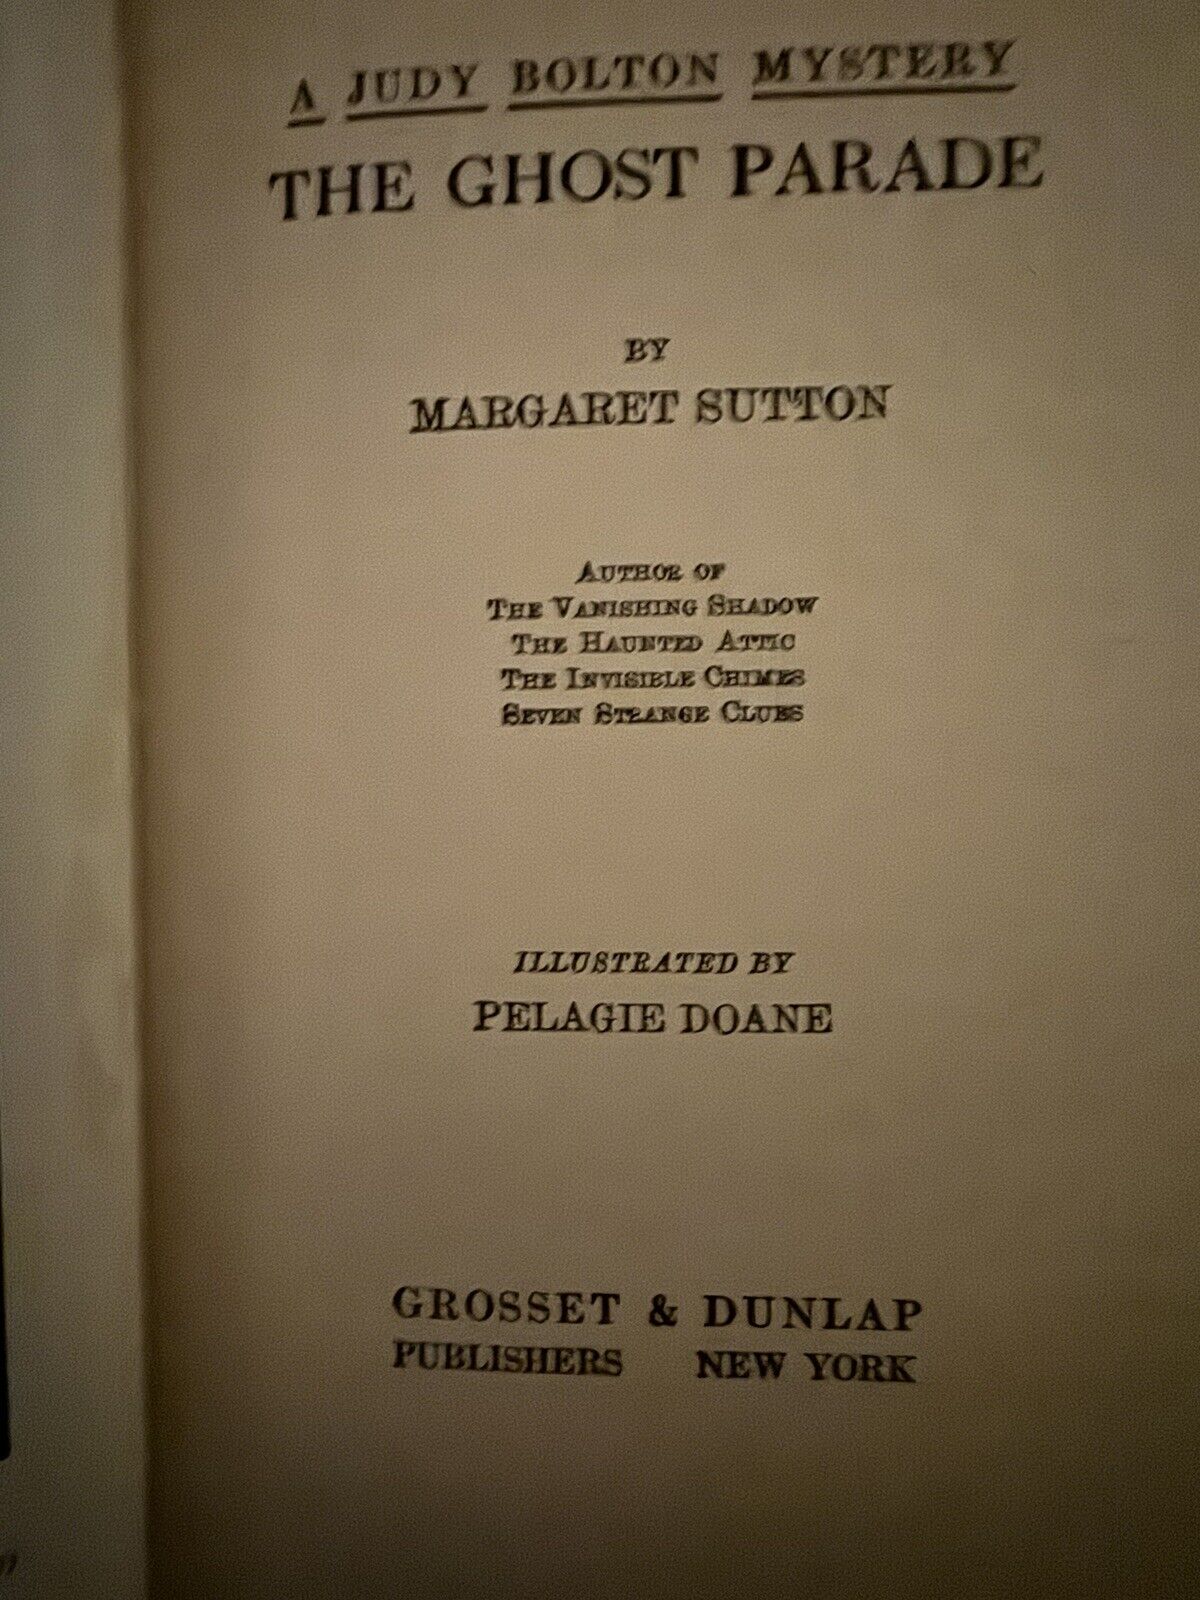 A JUDY BOLTON MYSTERY
THE GHOST PARADE
BY
MARGARET SUTTON
AUTHOR OF
THE VANISHING SHADOW
THE HAUNTED ATTIC
THE INVISIBLE CHIMES
SEVEN STRANGE CLUES
ILLUSTRATED BY
PELAGIE DOANE
GROSSET & DUNLAP
PUBLISHERS NEW YORK
"